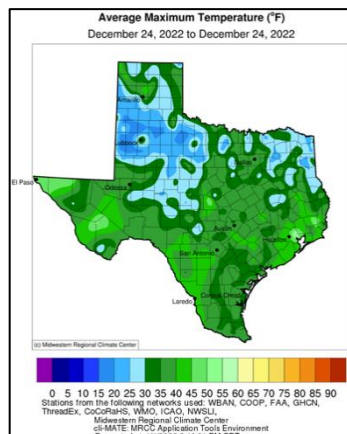 Average Maximum Temperature (°F)
December 24, 2022 to December 24, 2022
Amarillo
Lubbock
Dallas
El Paso
Odessa
Austin
Houston
San Antonio
Laredo
Corpus Christi
(c) Midwestern Regional Climate Center
0 5 10 15 20 25 30 35 40 45 50 55 60 65 70 75 80 85 90
Stations from the following networks used: WBAN, COOP, FAA, GHCN,
ThreadEx, CoCoRaHS, WMO, ICAO, NWSLI,
Midwestern Regional Climate Center
cli-MATE: MRCC Application Tools Environment